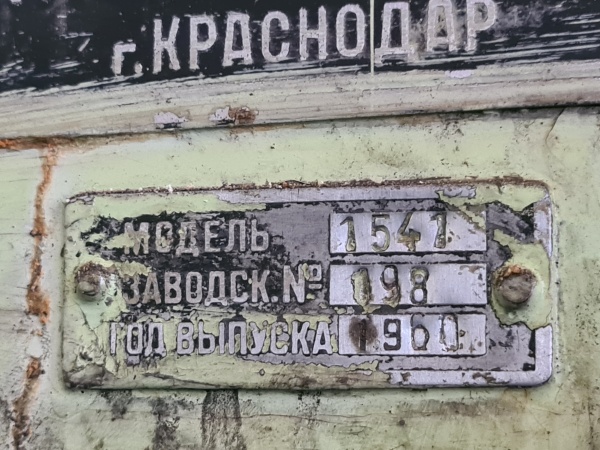 г. КРАСНОДАР
МОДЕЛЬ 1541
ЗАВОДСК. № 198
ГОД ВЫПУСКА 1960